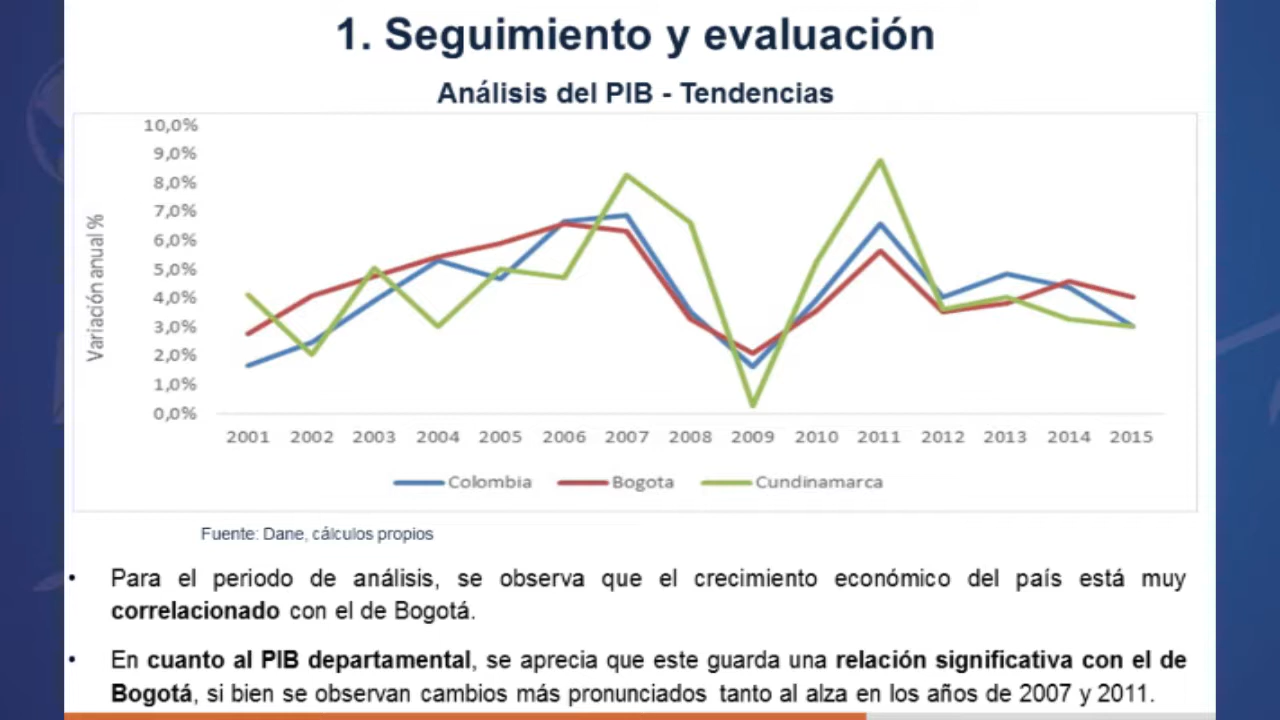 1. Seguimiento y evaluación
Análisis del PIB - Tendencias
10,0%
9,0%
8,0%
7,0%
6,0%
5,0%
4,0%
3,0%
2,0%
1,0%
0,0%
Variación anual %
2001 2002 2003 2004 2005 2006 2007 2008 2009 2010 2011 2012 2013 2014 2015
Colombia Bogota Cundinamarca
Fuente: Dane, cálculos propios
• Para el periodo de análisis, se observa que el crecimiento económico del país está muy
correlacionado con el de Bogotá.
• En cuanto al PIB departamental, se aprecia que este guarda una relación significativa con el de
Bogotá, si bien se observan cambios más pronunciados tanto al alza en los años de 2007 y 2011.